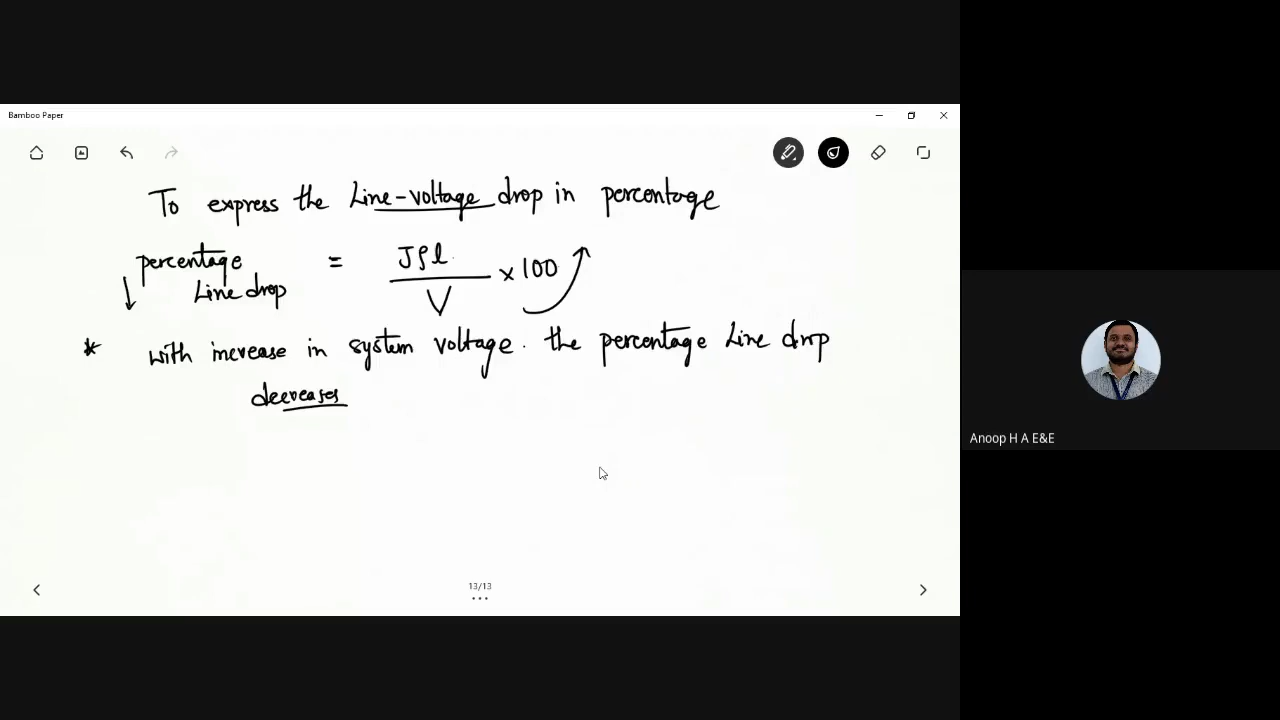 Bamboo Paper
To express the Line-voltage drop in percentage
percentage Line drop = Jρl / V × 100
* with increase in system voltage. the percentage Line drop
decreases
13/13
Anoop H A E&E